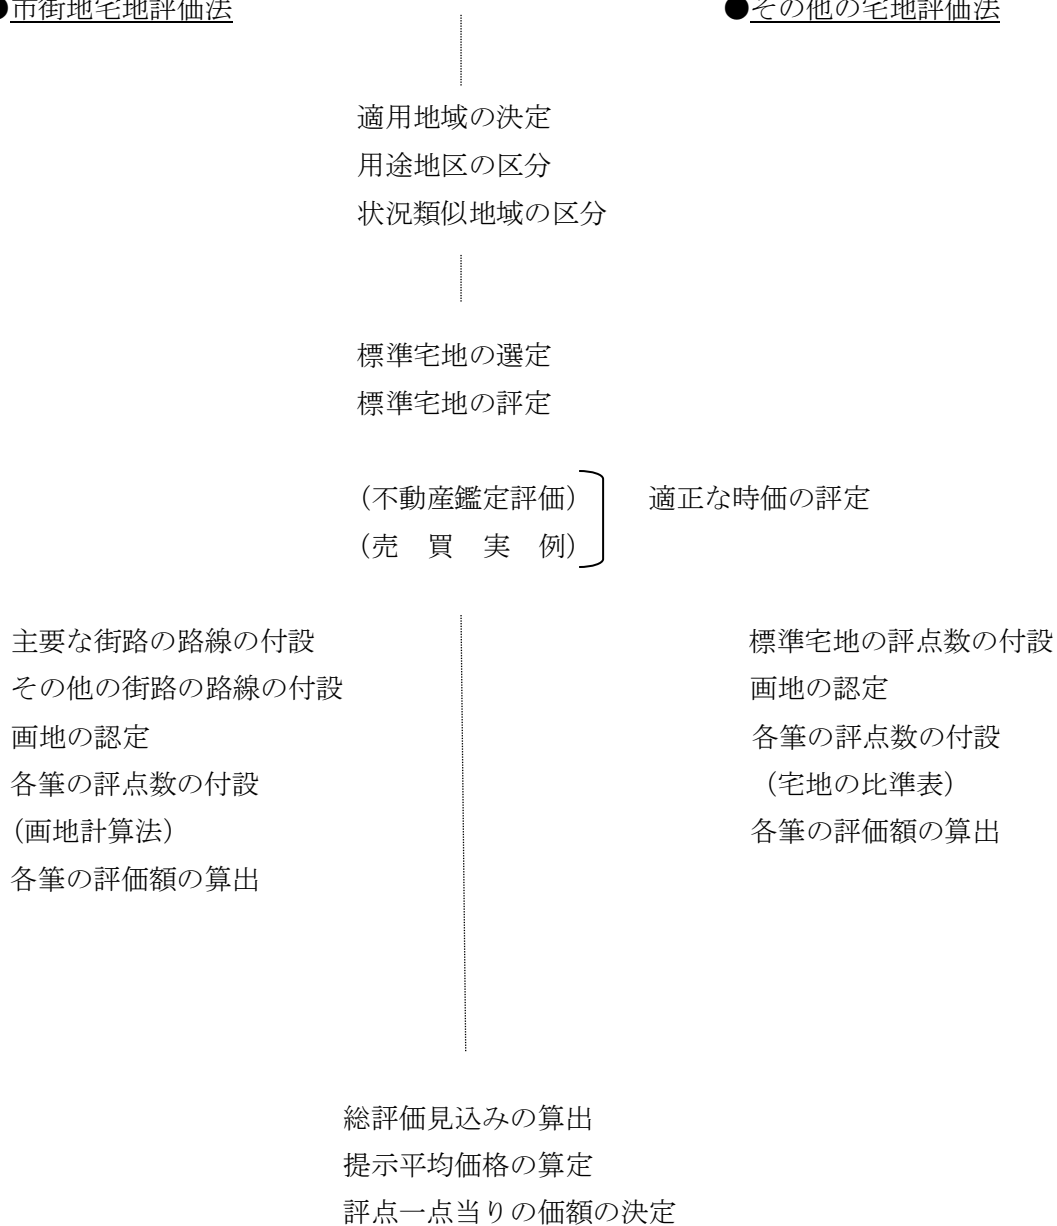 ●市街地宅地評価法
●その他の宅地評価法
適用地域の決定
用途地区の区分
状況類似地域の区分
標準宅地の選定
標準宅地の評定
（不動産鑑定評価）
適正な時価の評定
（売　買　実　例）
主要な街路の路線の付設
その他の街路の路線の付設
画地の認定
各筆の評点数の付設
（画地計算法）
各筆の評価額の算出
標準宅地の評点数の付設
画地の認定
各筆の評点数の付設
（宅地の比準表）
各筆の評価額の算出
総評価見込みの算出
提示平均価格の算定
評点一点当りの価額の決定